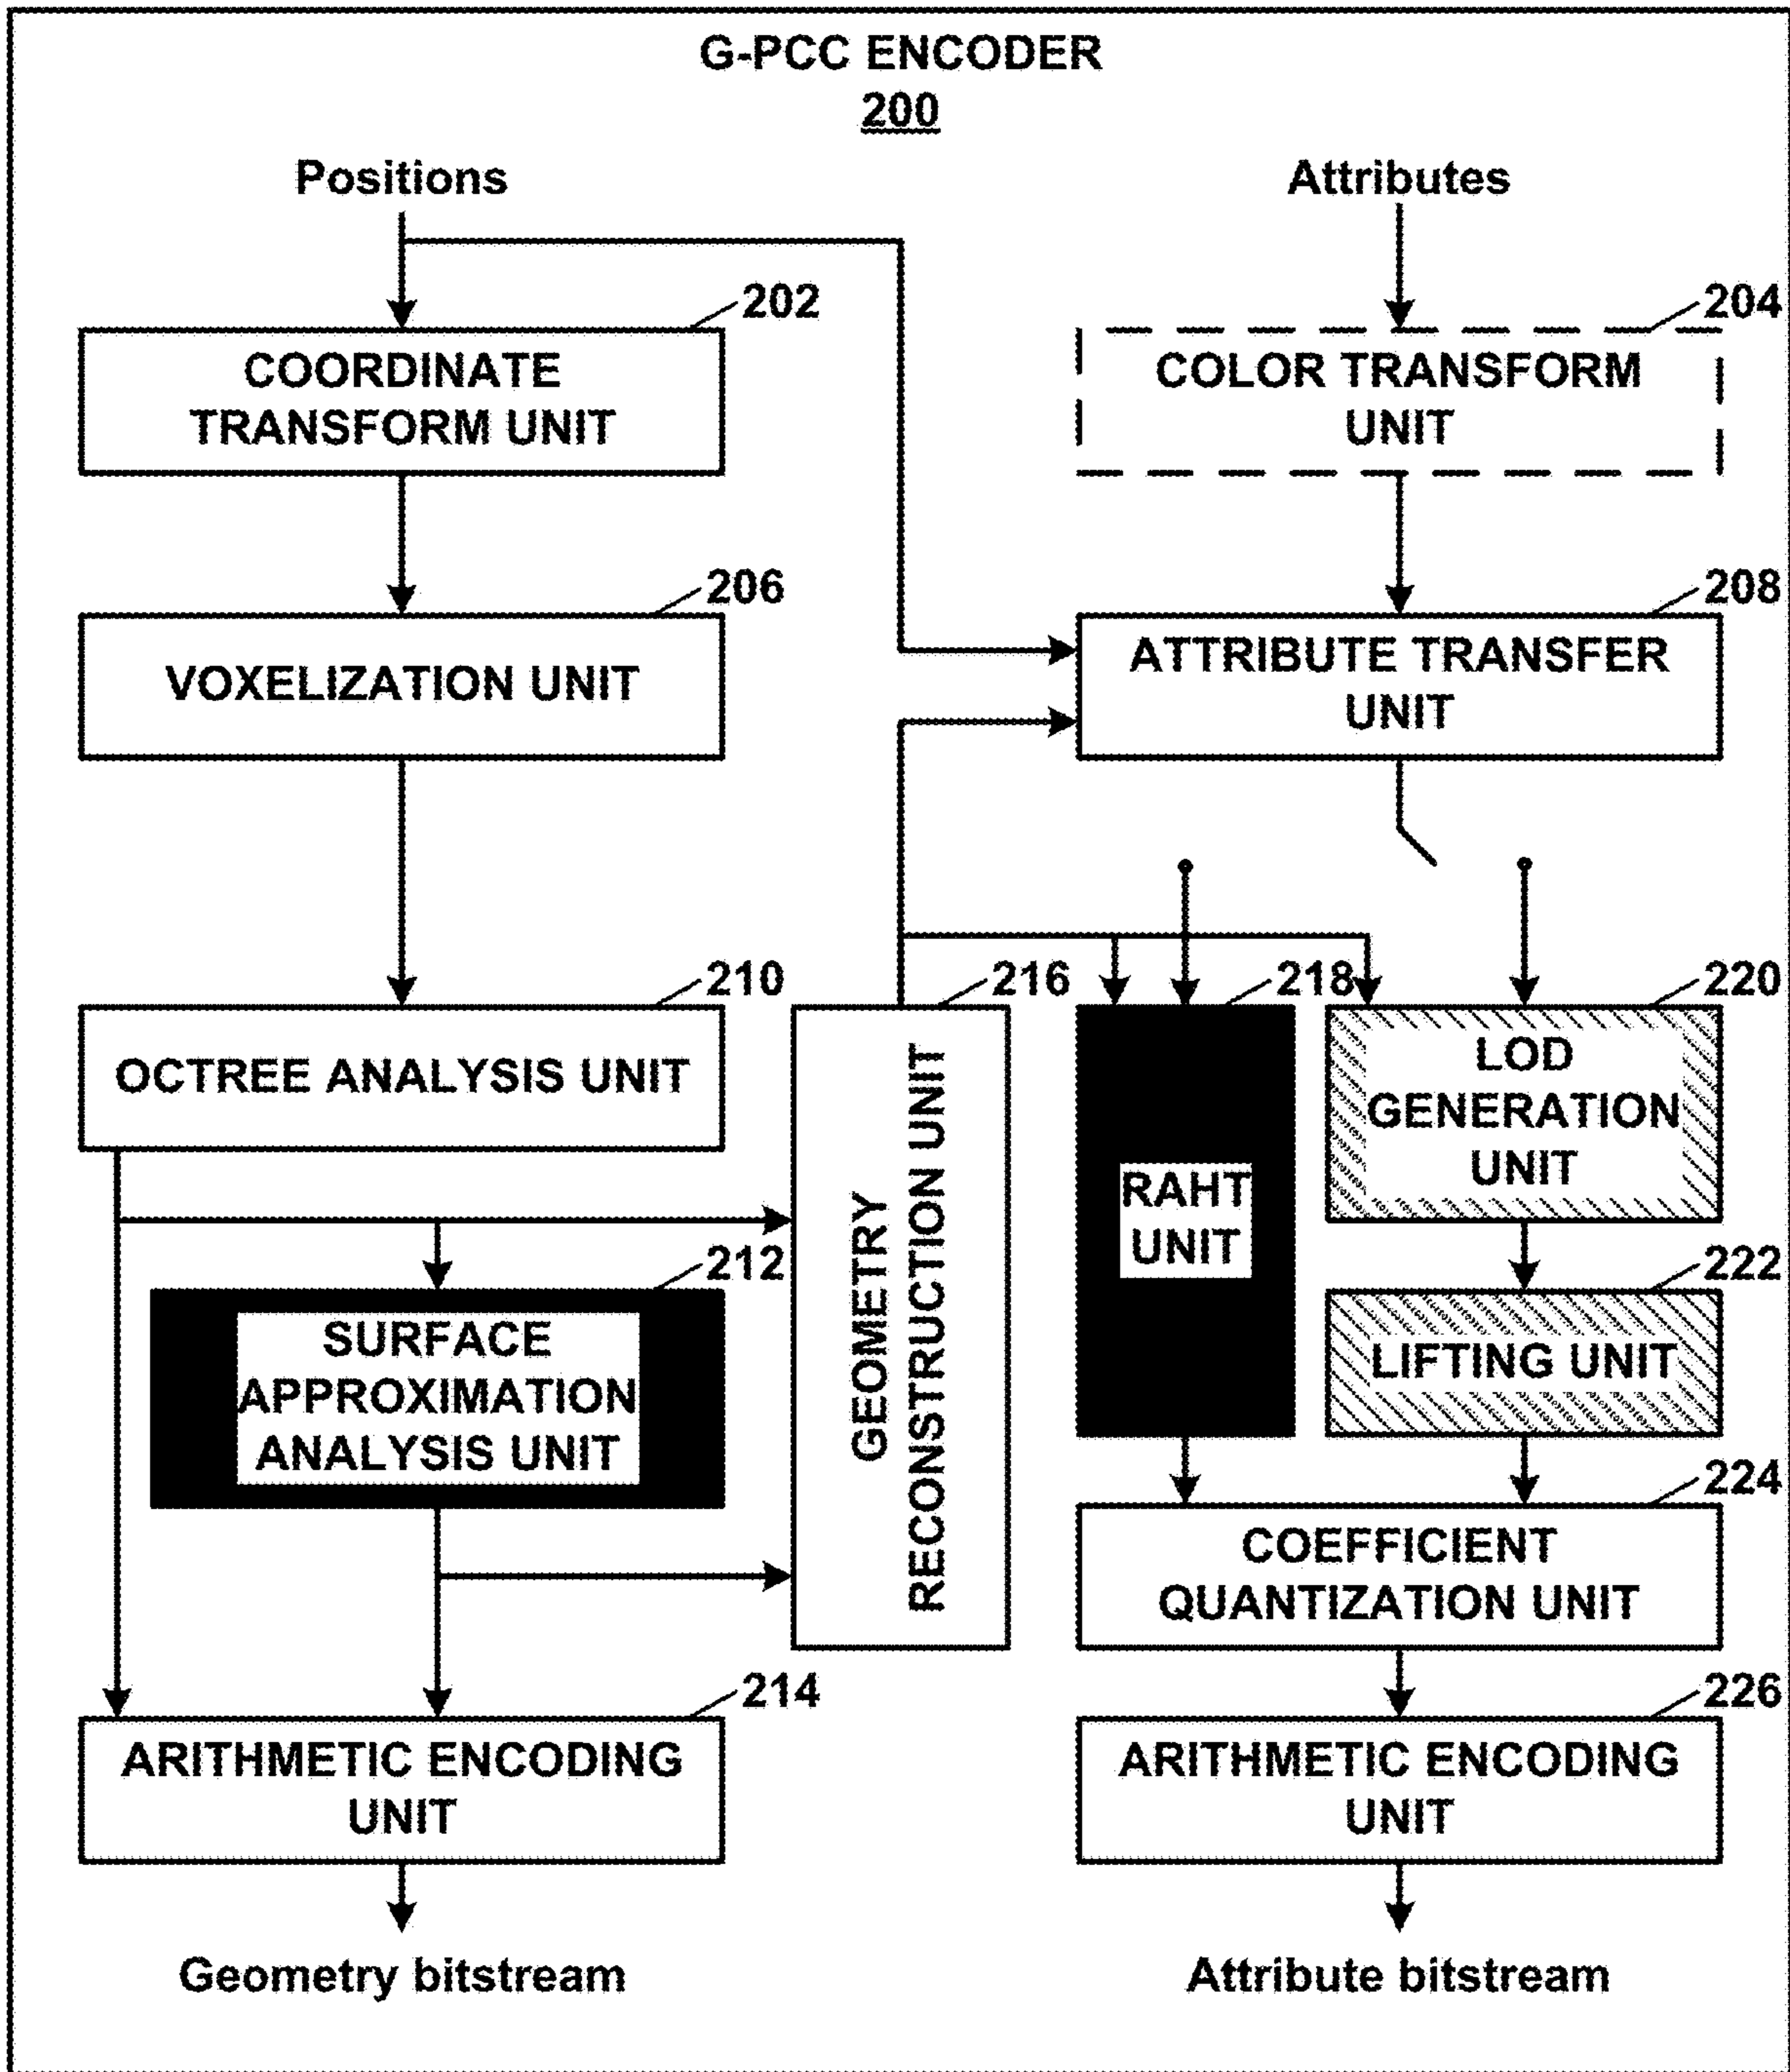 G-PCC ENCODER
200
Positions
Attributes
202
204
COORDINATE
TRANSFORM UNIT
COLOR TRANSFORM
UNIT
206
208
VOXELIZATION UNIT
ATTRIBUTE TRANSFER
UNIT
210
216
218
220
OCTREE ANALYSIS UNIT
GEOMETRY
RECONSTRUCTION UNIT
RAHT
UNIT
LOD
GENERATION
UNIT
212
222
SURFACE
APPROXIMATION
ANALYSIS UNIT
LIFTING UNIT
224
COEFFICIENT
QUANTIZATION UNIT
214
226
ARITHMETIC ENCODING
UNIT
ARITHMETIC ENCODING
UNIT
Geometry bitstream
Attribute bitstream